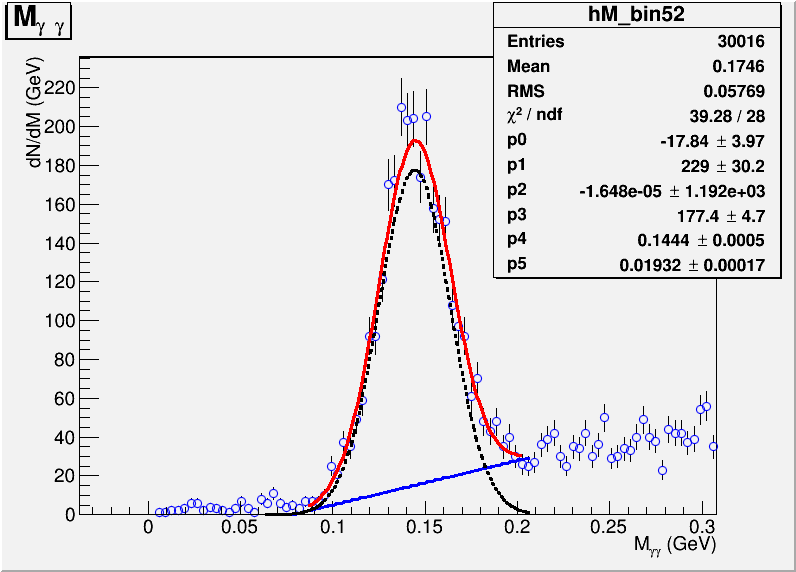 Mγ γ
hM_bin52
Entries 30016
Mean 0.1746
RMS 0.05769
χ² / ndf 39.28 / 28
p0 -17.84 ± 3.97
p1 229 ± 30.2
p2 -1.648e-05 ± 1.192e+03
p3 177.4 ± 4.7
p4 0.1444 ± 0.0005
p5 0.01932 ± 0.00017
dN/dM (GeV)
220
200
180
160
140
120
100
80
60
40
20
0
0 0.05 0.1 0.15 0.2 0.25 0.3
Mγγ (GeV)